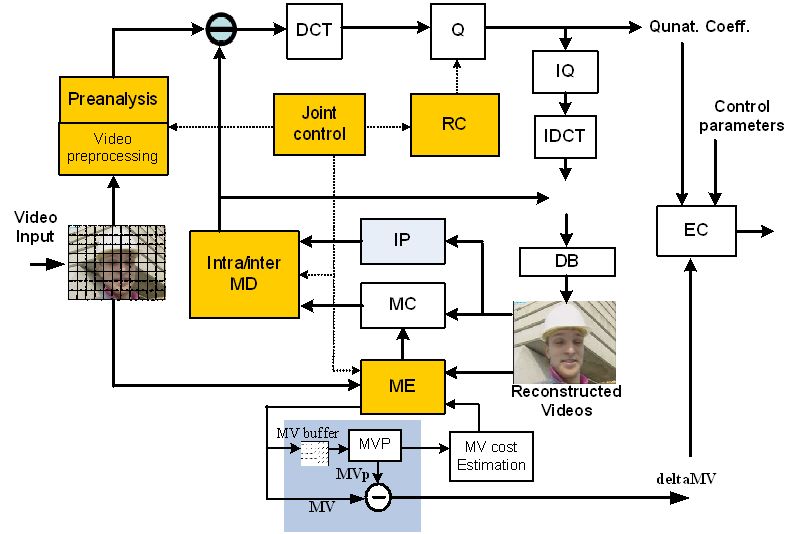 DCT
Q
Qunat. Coeff.
IQ
Preanalysis
Video
preprocessing
Joint
control
RC
IDCT
Control
parameters
Video
Input
Intra/inter
MD
IP
DB
EC
MC
ME
Reconstructed
Videos
MV buffer
MVP
MV cost
Estimation
MVp
MV
deltaMV